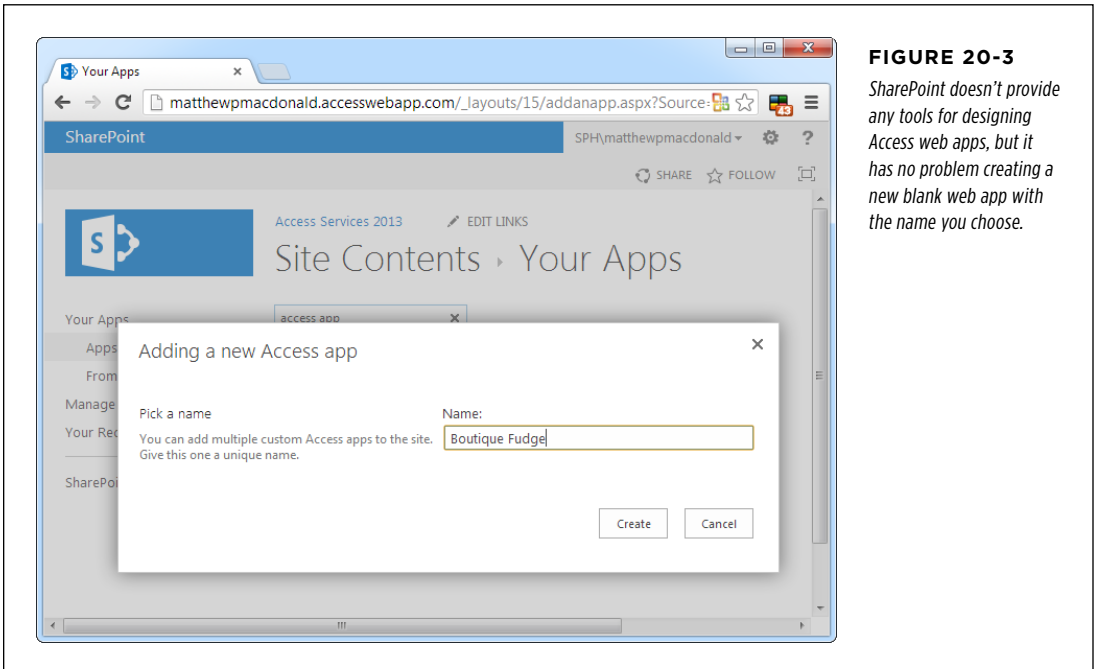 Your Apps
matthewpmacdonald.accesswebapp.com/_layouts/15/addanapp.aspx?Source=
43
SharePoint
SPH\matthewpmacdonald
?
SHARE
FOLLOW
S
Access Services 2013
EDIT LINKS
Site Contents › Your Apps
Your Apps
access app
Apps
From
Manage
Your Rec
SharePoi
Adding a new Access app
Pick a name
You can add multiple custom Access apps to the site.
Give this one a unique name.
Name:
Boutique Fudge
Create
Cancel
FIGURE 20-3
SharePoint doesn’t provide
any tools for designing
Access web apps, but it
has no problem creating a
new blank web app with
the name you choose.